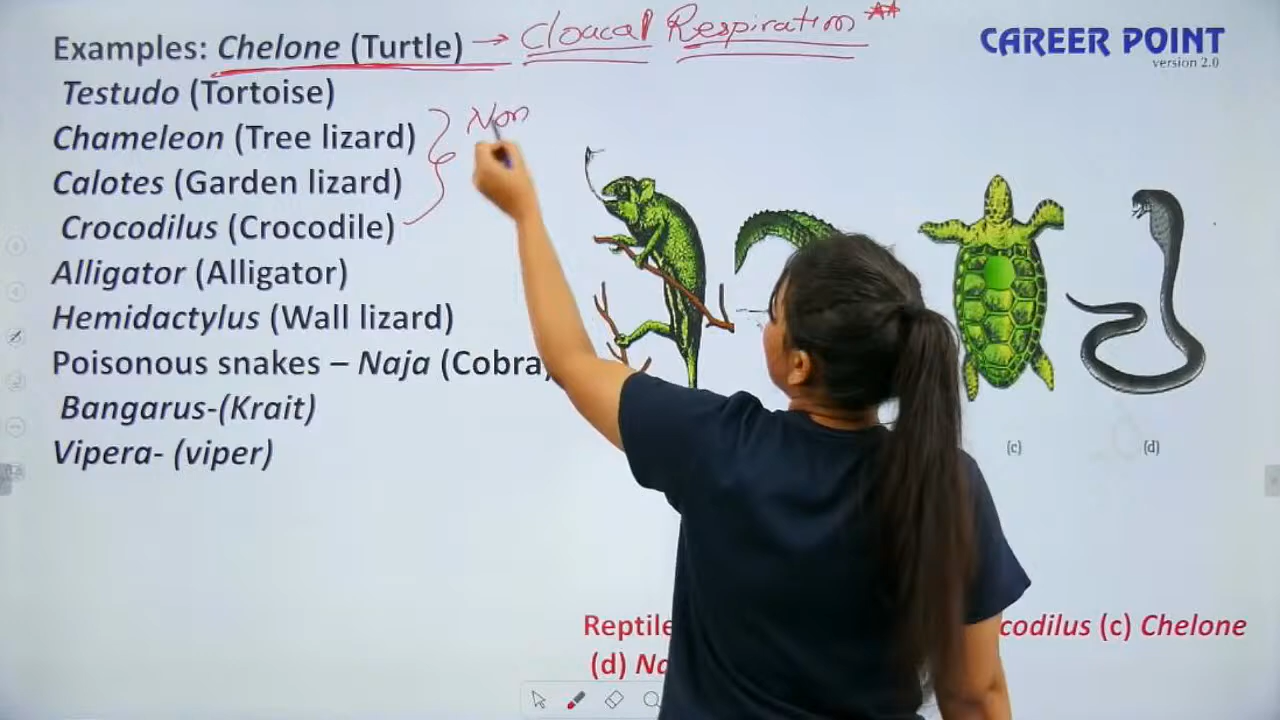 Examples: Chelone (Turtle) → Cloacal Respiration **
CAREER POINT
version 2.0
Testudo (Tortoise)
Chameleon (Tree lizard)
Non
Calotes (Garden lizard)
Crocodilus (Crocodile)
Alligator (Alligator)
Hemidactylus (Wall lizard)
Poisonous snakes – Naja (Cobra
Bangarus-(Krait)
Vipera- (viper)
(c)
(d)
Reptile
codilus (c) Chelone
(d) Na